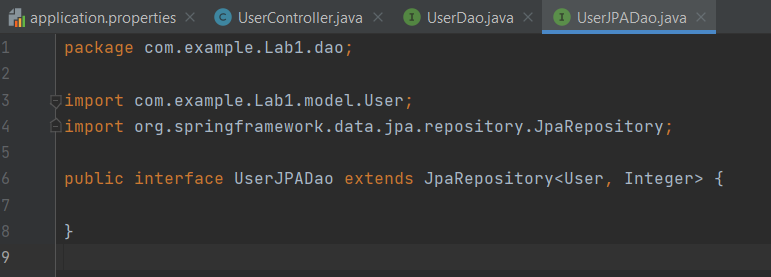 application.properties UserController.java UserDao.java UserJPADao.java
1 package com.example.Lab1.dao;
2
3 import com.example.Lab1.model.User;
4 import org.springframework.data.jpa.repository.JpaRepository;
5
6 public interface UserJPADao extends JpaRepository<User, Integer> {
7
8 }
9